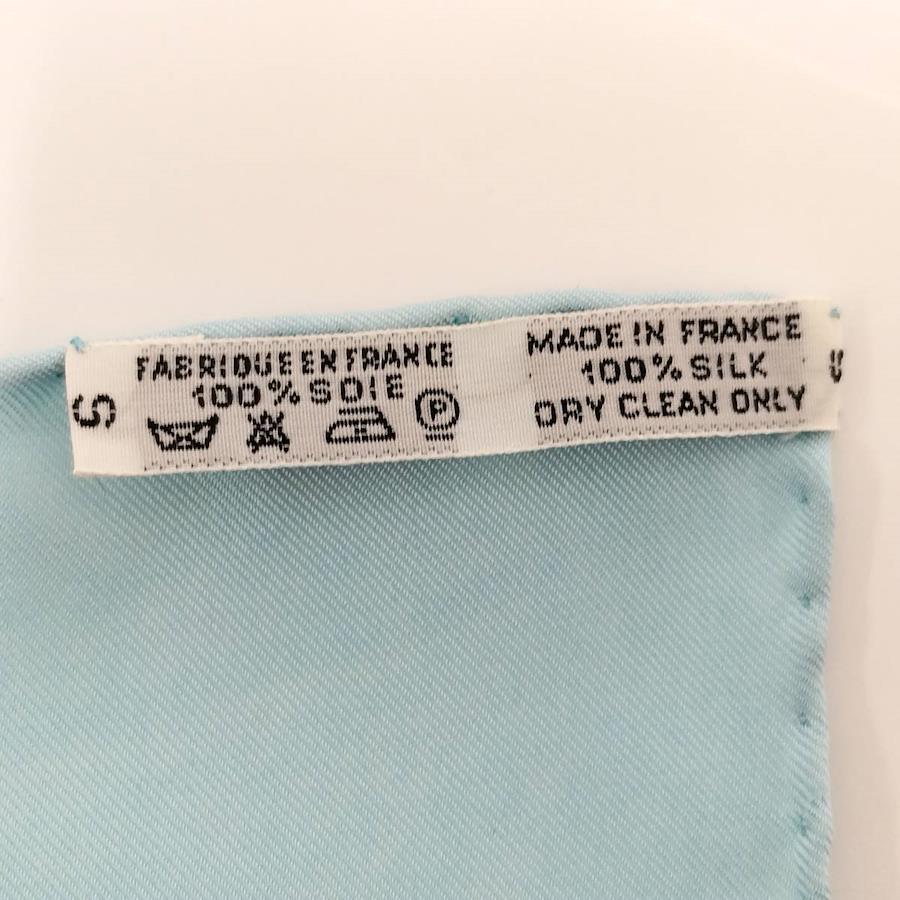 FABRIQUE EN FRANCE
100% SOIE
P
MADE IN FRANCE
100% SILK
DRY CLEAN ONLY
S